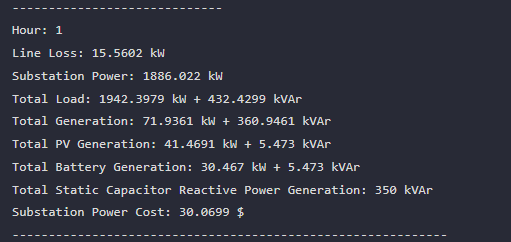 -----------------------------
Hour: 1
Line Loss: 15.5602 kW
Substation Power: 1886.022 kW
Total Load: 1942.3979 kW + 432.4299 kVAr
Total Generation: 71.9361 kW + 360.9461 kVAr
Total PV Generation: 41.4691 kW + 5.473 kVAr
Total Battery Generation: 30.467 kW + 5.473 kVAr
Total Static Capacitor Reactive Power Generation: 350 kVAr
Substation Power Cost: 30.0699 $
------------------------------------------------------------